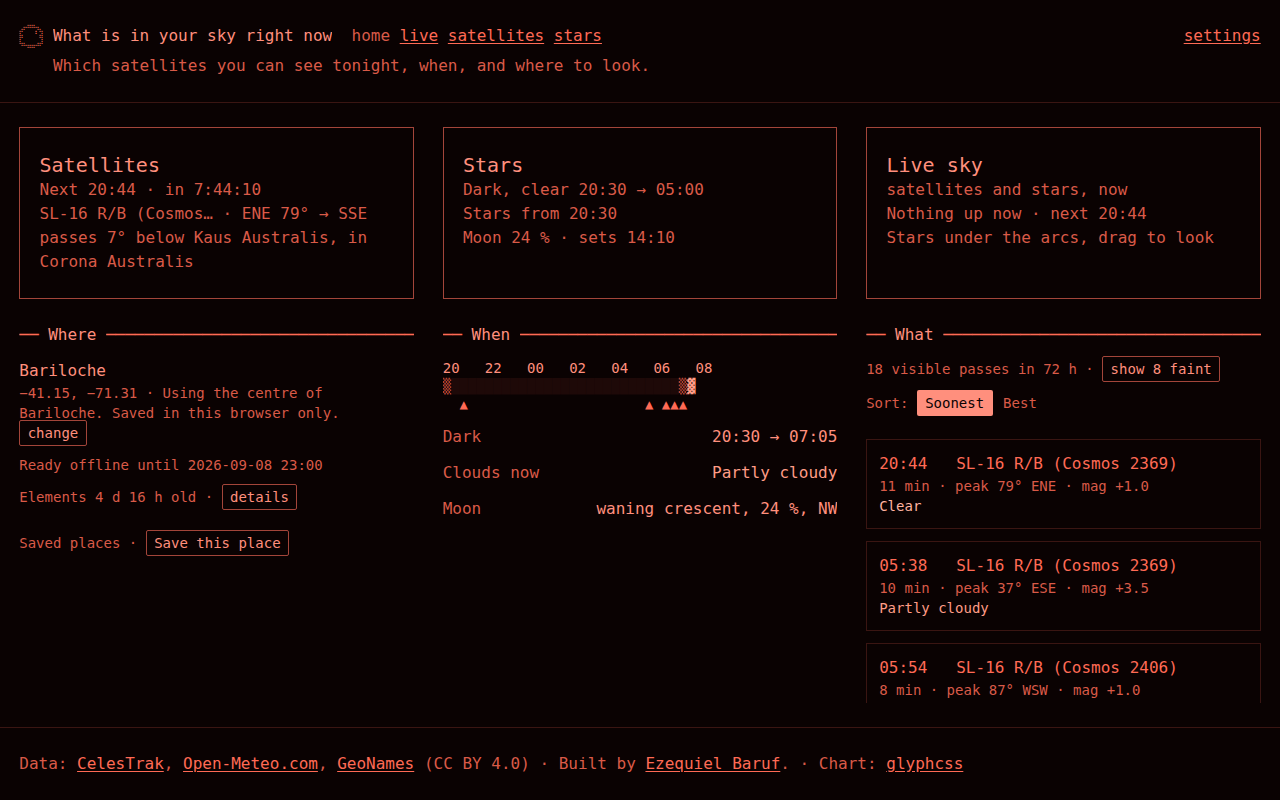 What is in your sky right now home live satellites stars settings
Which satellites you can see tonight, when, and where to look.
Satellites
Next 20:44 · in 7:44:10
SL-16 R/B (Cosmos… · ENE 79° → SSE
passes 7° below Kaus Australis, in
Corona Australis
Stars
Dark, clear 20:30 → 05:00
Stars from 20:30
Moon 24 % · sets 14:10
Live sky
satellites and stars, now
Nothing up now · next 20:44
Stars under the arcs, drag to look
Where
Bariloche
−41.15, −71.31 · Using the centre of
Bariloche. Saved in this browser only.
change
Ready offline until 2026-09-08 23:00
Elements 4 d 16 h old · details
Saved places · Save this place
When
20 22 00 02 04 06 08
Dark 20:30 → 07:05
Clouds now Partly cloudy
Moon waning crescent, 24 %, NW
What
18 visible passes in 72 h · show 8 faint
Sort: Soonest Best
20:44 SL-16 R/B (Cosmos 2369)
11 min · peak 79° ENE · mag +1.0
Clear
05:38 SL-16 R/B (Cosmos 2369)
10 min · peak 37° ESE · mag +3.5
Partly cloudy
05:54 SL-16 R/B (Cosmos 2406)
8 min · peak 87° WSW · mag +1.0
Data: CelesTrak, Open-Meteo.com, GeoNames (CC BY 4.0) · Built by Ezequiel Baruf. · Chart: glyphcss